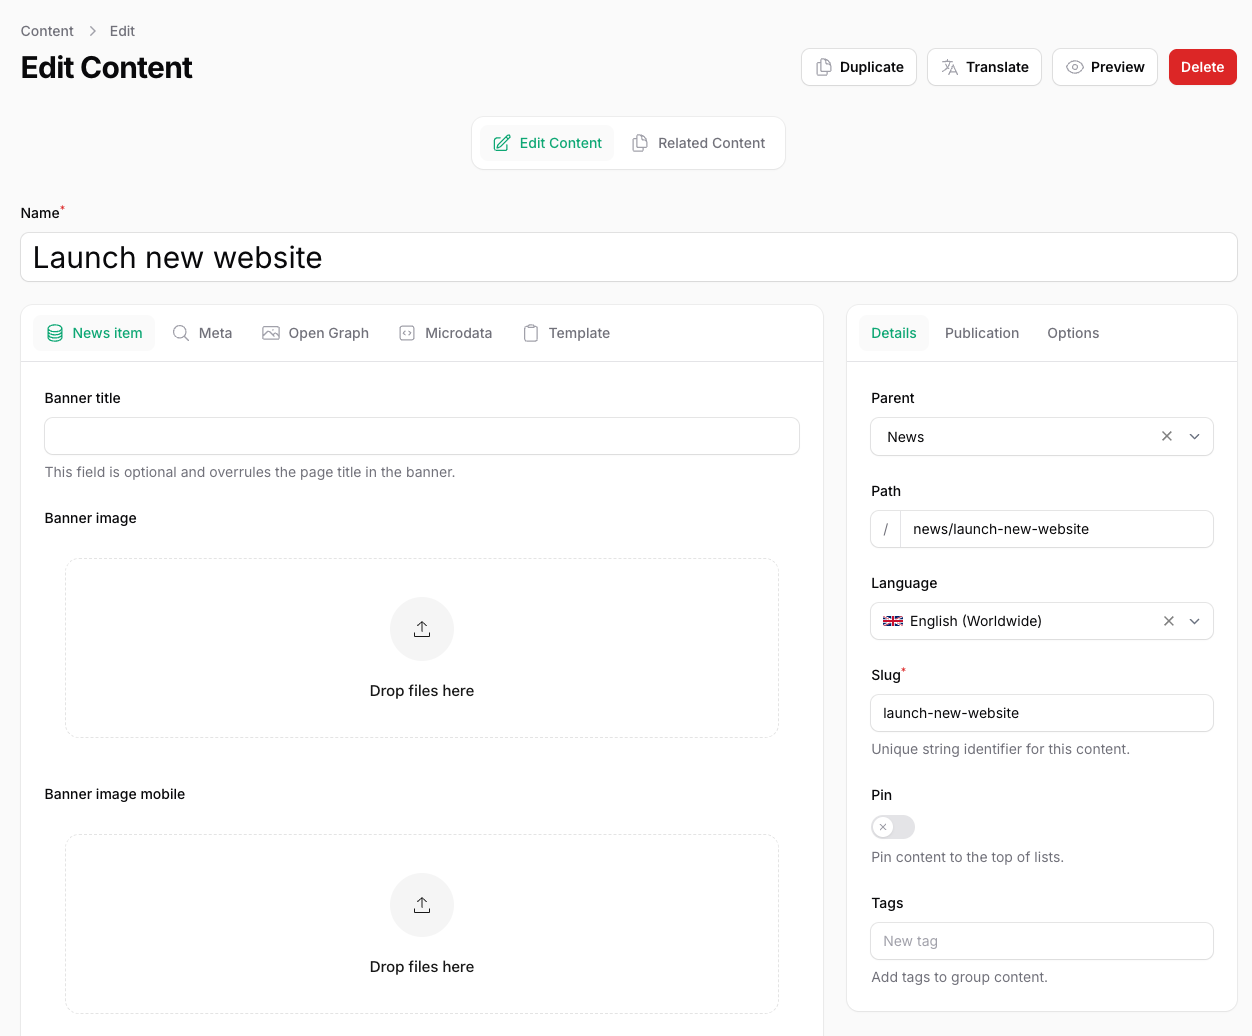 Content
Edit
Edit Content
Duplicate
Translate
Preview
Delete
Edit Content
Related Content
Name*
Launch new website
News item
Meta
Open Graph
Microdata
Template
Banner title
This field is optional and overrules the page title in the banner.
Banner image
Drop files here
Banner image mobile
Drop files here
Details
Publication
Options
Parent
News
Path
/ news/launch-new-website
Language
English (Worldwide)
Slug*
launch-new-website
Unique string identifier for this content.
Pin
Pin content to the top of lists.
Tags
New tag
Add tags to group content.